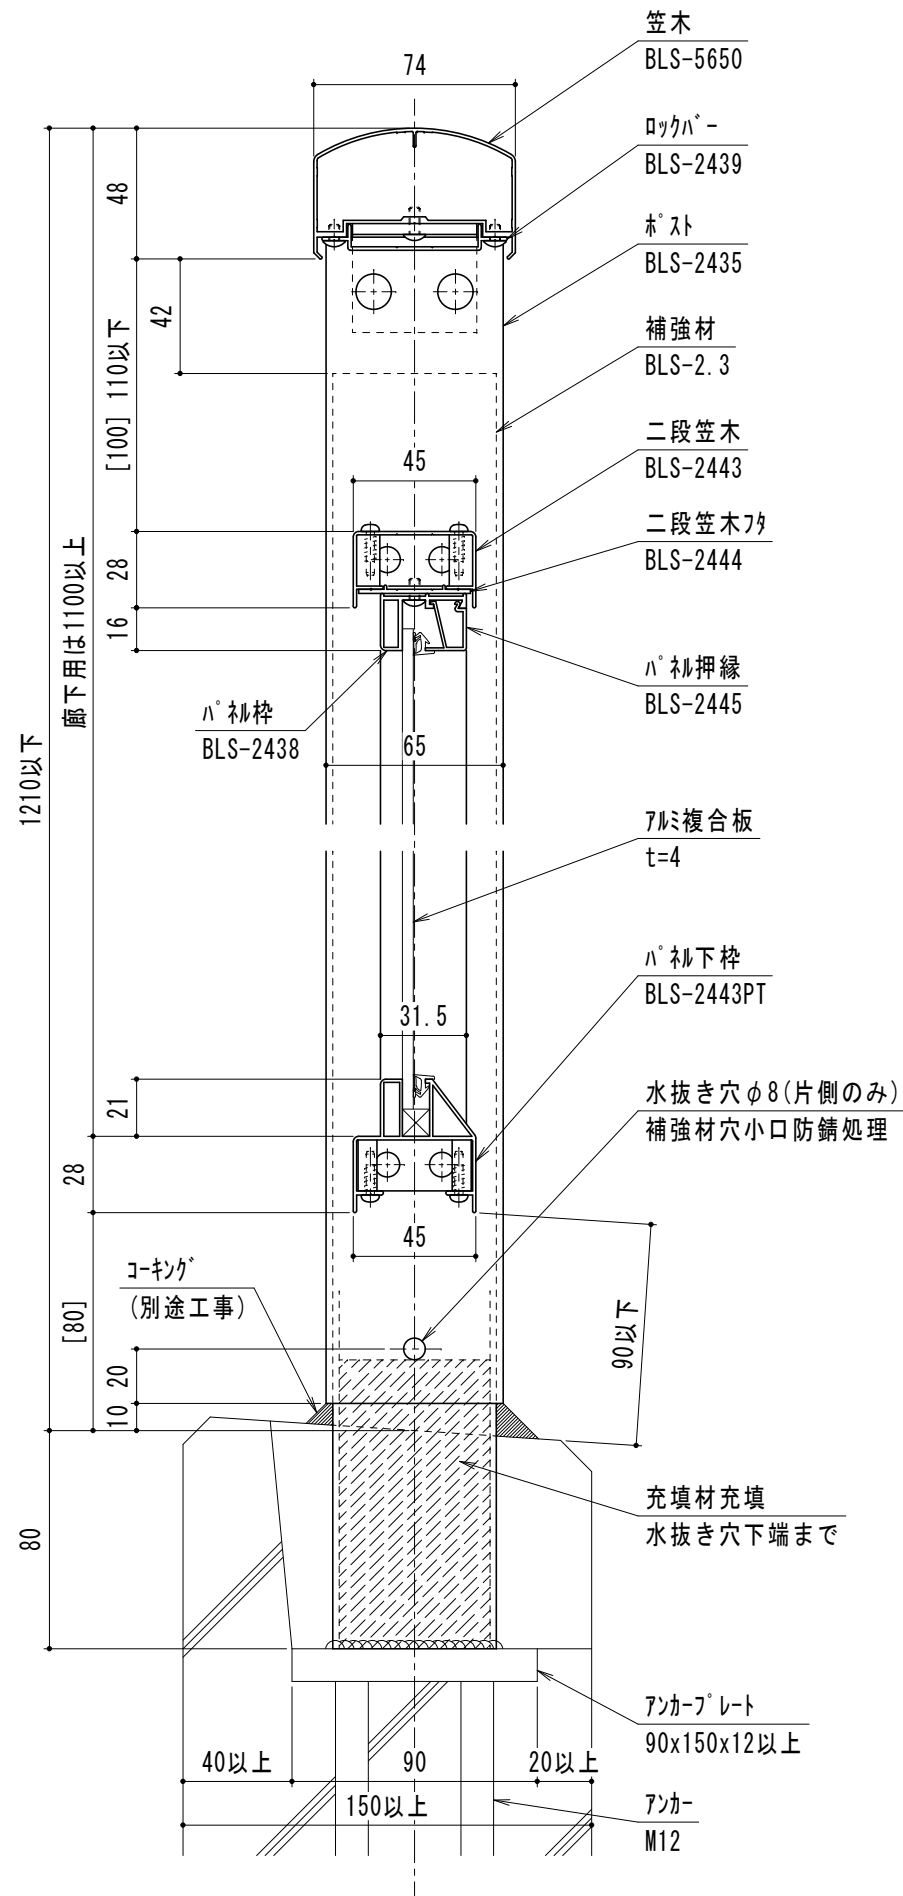 笠木
BLS-5650
74
ﾛｯｸﾊﾞｰ
BLS-2439
48
ﾎﾟｽﾄ
BLS-2435
42
補強材
BLS-2.3
[100] 110以下
二段笠木
BLS-2443
45
二段笠木ﾌﾀ
BLS-2444
28
16
ﾊﾟﾈﾙ押縁
BLS-2445
廊下用は1100以上
ﾊﾟﾈﾙ枠
BLS-2438
65
1210以下
ｱﾙﾐ複合板
t=4
ﾊﾟﾈﾙ下枠
BLS-2443PT
31.5
水抜き穴φ8(片側のみ)
補強材穴小口防錆処理
21
28
45
ｺｰｷﾝｸﾞ
(別途工事)
[80]
90以下
20
10
充填材充填
水抜き穴下端まで
80
ｱﾝｶｰﾌﾟﾚｰﾄ
90x150x12以上
40以上
90
20以上
150以上
ｱﾝｶｰ
M12